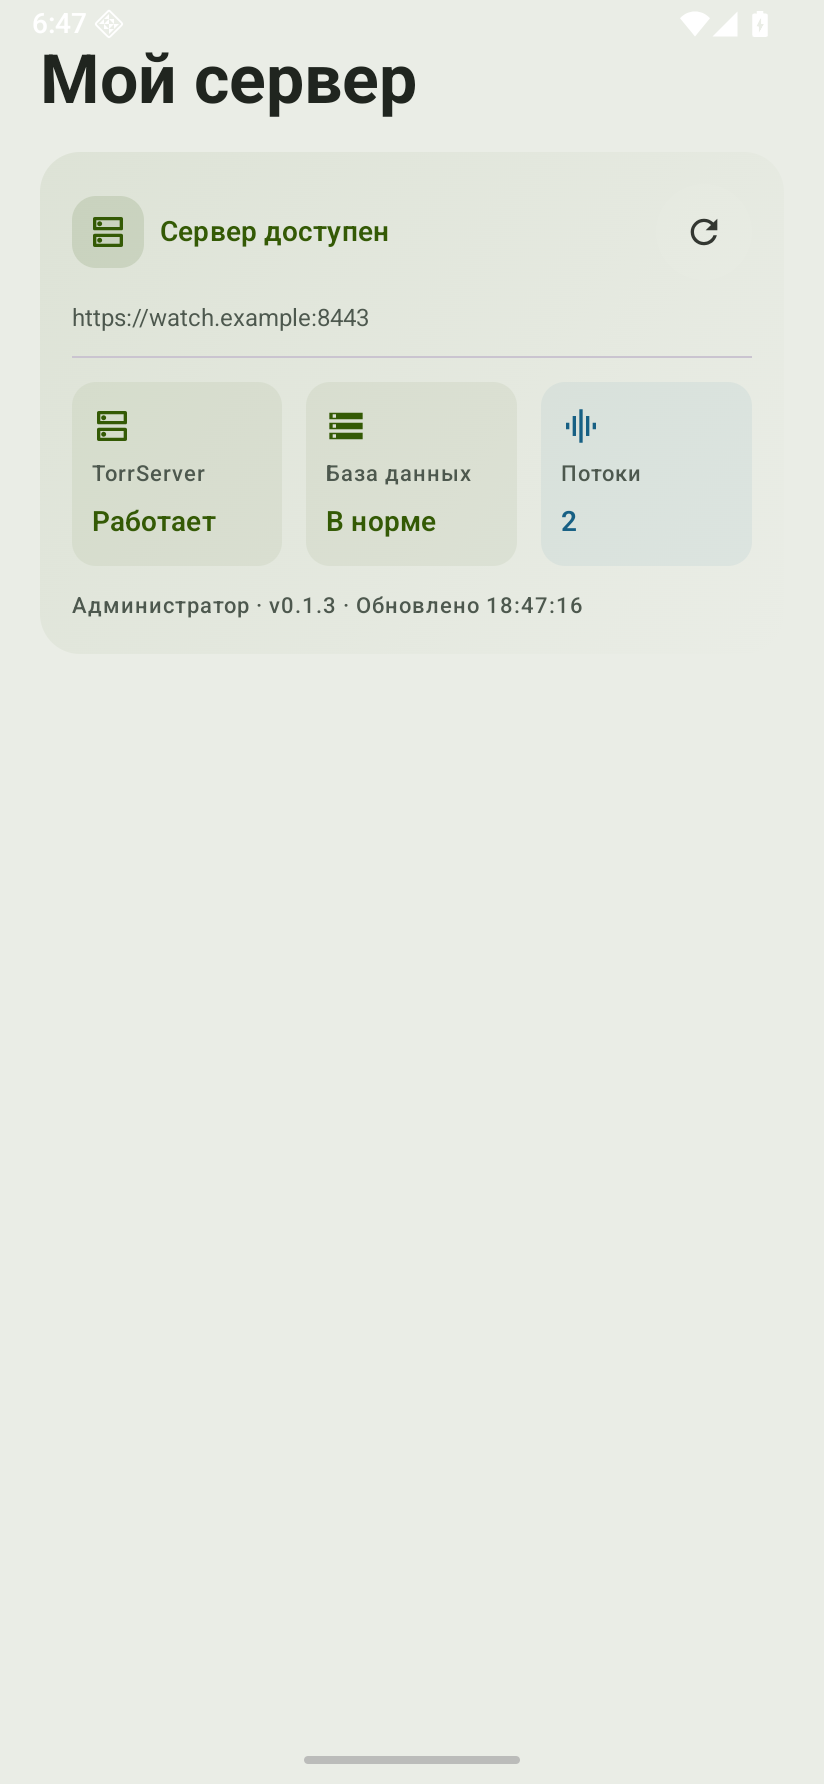 6:47
Мой сервер
Сервер доступен
https://watch.example:8443
TorrServer
Работает
База данных
В норме
Потоки
2
Администратор · v0.1.3 · Обновлено 18:47:16